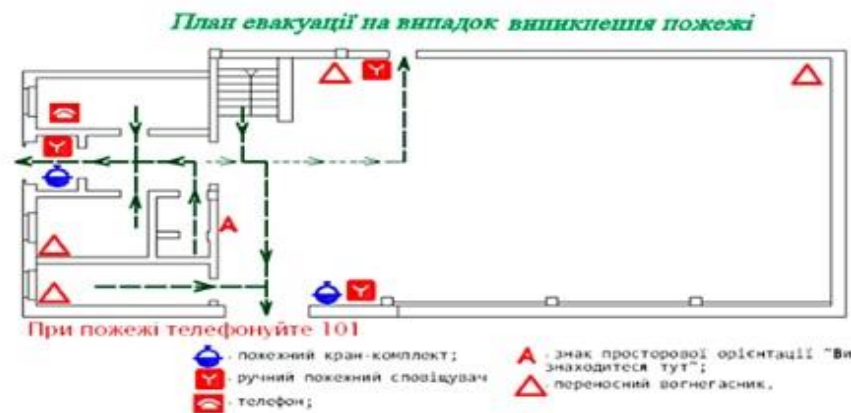 План евакуації на випадок виникнення пожежі
При пожежі телефонуйте 101
- пожежний кран-комплект;
- ручний пожежний сповіщувач
- телефон;
- знак просторової орієнтації "Ви
знаходитеся тут";
- переносний вогнегасник.